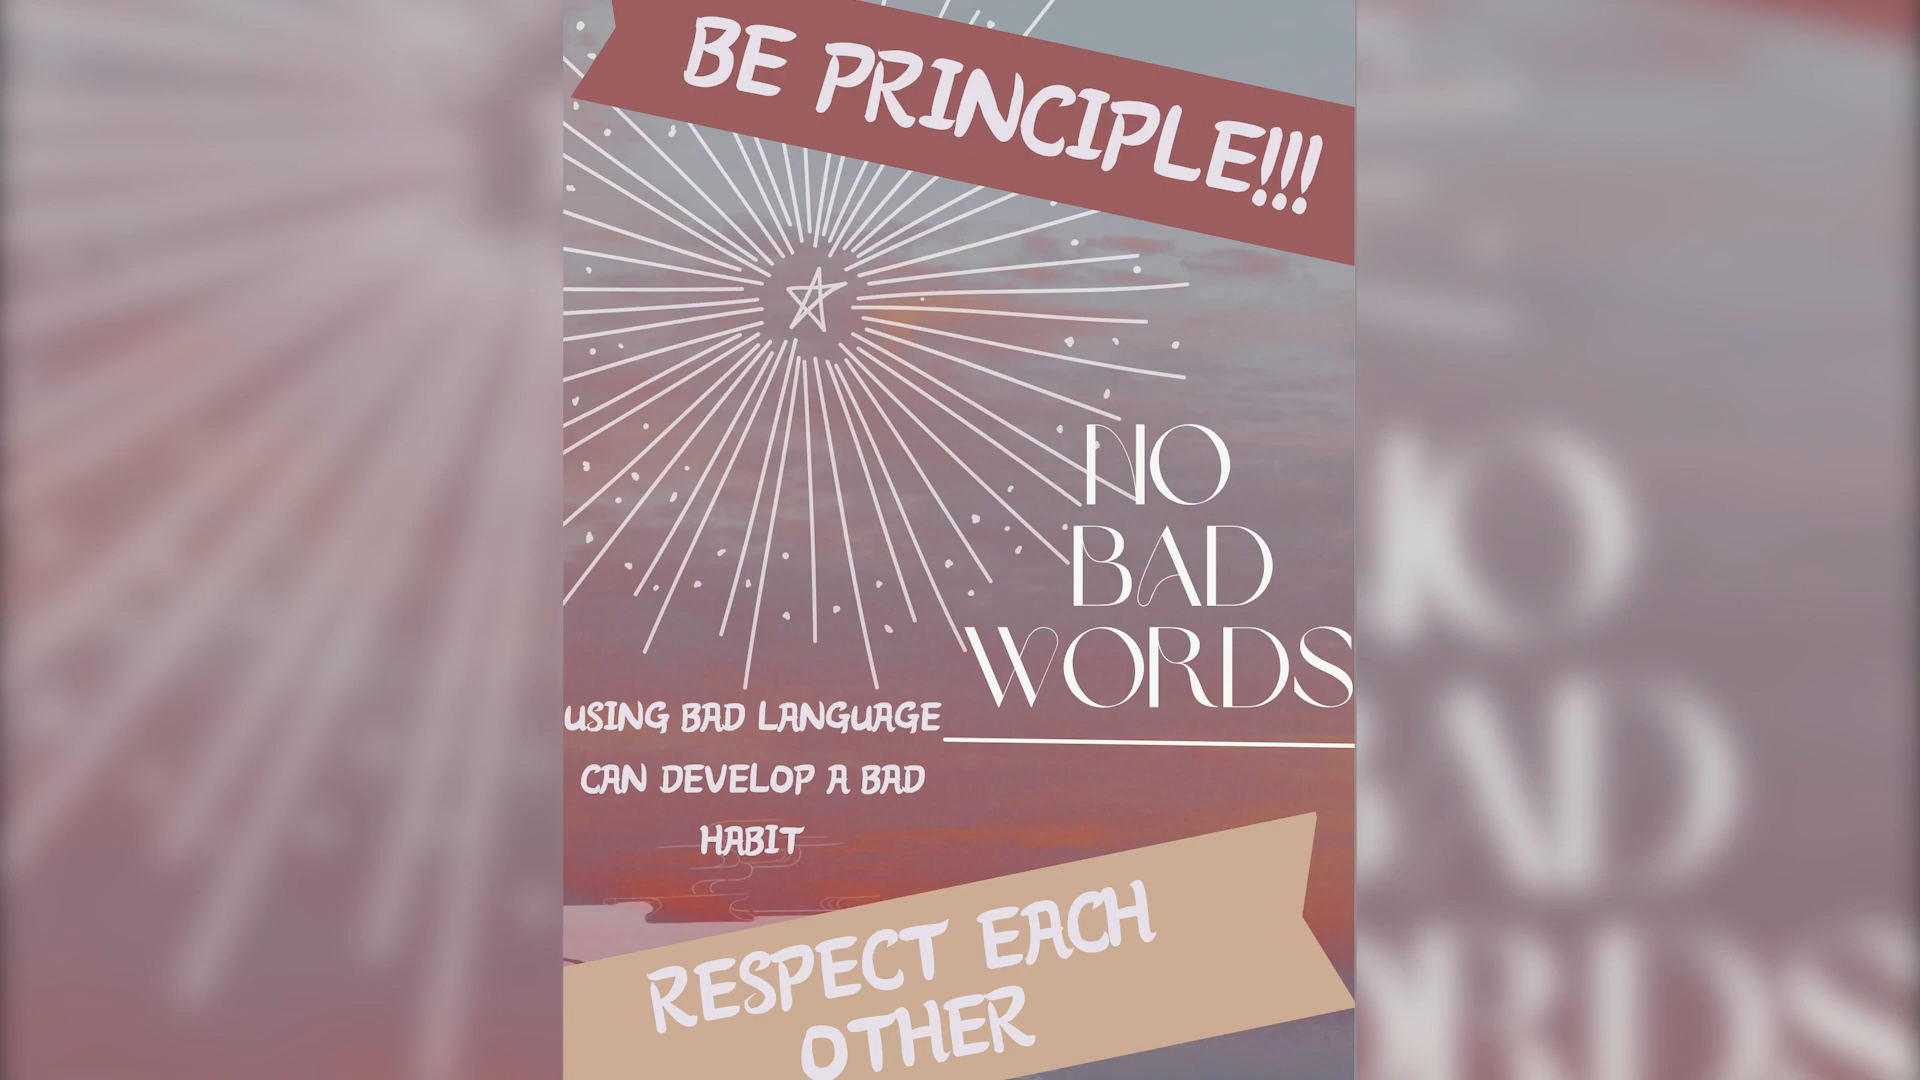 BE PRINCIPLE!!!
NO
BAD
WORDS
USING BAD LANGUAGE
CAN DEVELOP A BAD
HABIT
RESPECT EACH
OTHER